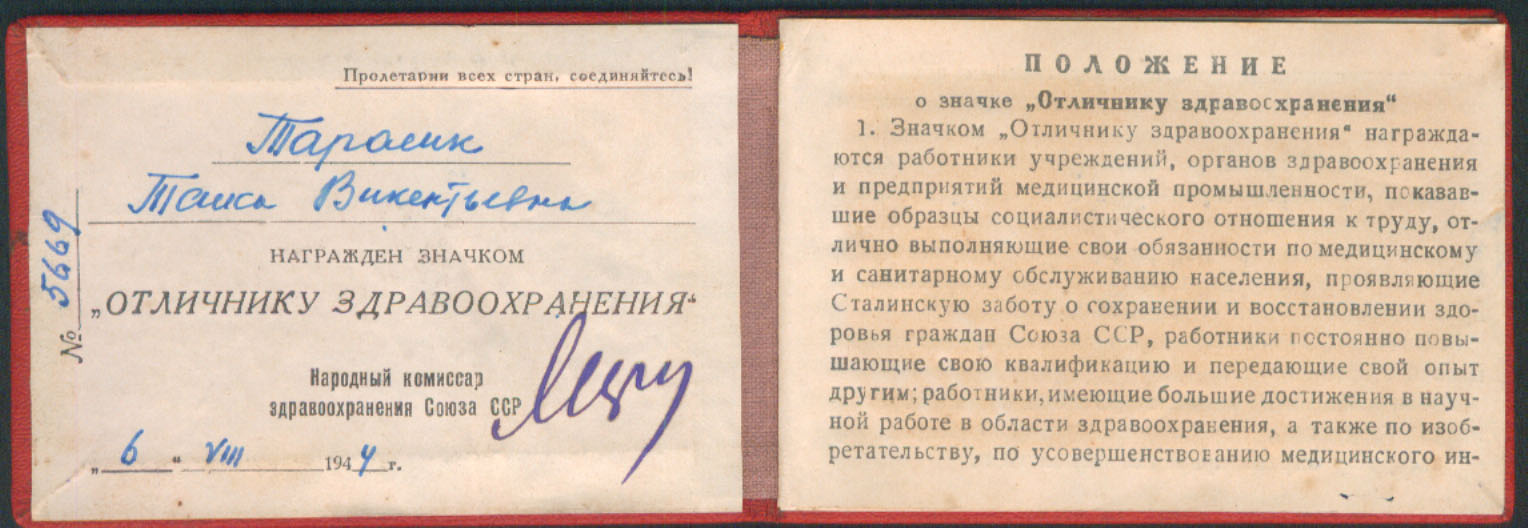 Пролетарии всех стран, соединяйтесь!
Тарасик
Таиса Викентьевна
№ 5669
НАГРАЖДЕН ЗНАЧКОМ
„ОТЛИЧНИКУ ЗДРАВООХРАНЕНИЯ“
Народный комиссар
здравоохранения Союза ССР
„ 6 “ VIII 1944 г.
ПОЛОЖЕНИЕ
о значке „Отличнику здравоохранения“
1. Значком „Отличнику здравоохранения“ награжда-
ются работники учреждений, органов здравоохранения
и предприятий медицинской промышленности, показав-
шие образцы социалистического отношения к труду, от-
лично выполняющие свои обязанности по медицинскому
и санитарному обслуживанию населения, проявляющие
Сталинскую заботу о сохранении и восстановлении здо-
ровья граждан Союза ССР, работники постоянно повы-
шающие свою квалификацию и передающие свой опыт
другим; работники, имеющие большие достижения в науч-
ной работе в области здравоохранения, а также по изоб-
ретательству, по усовершенствованию медицинского ин-